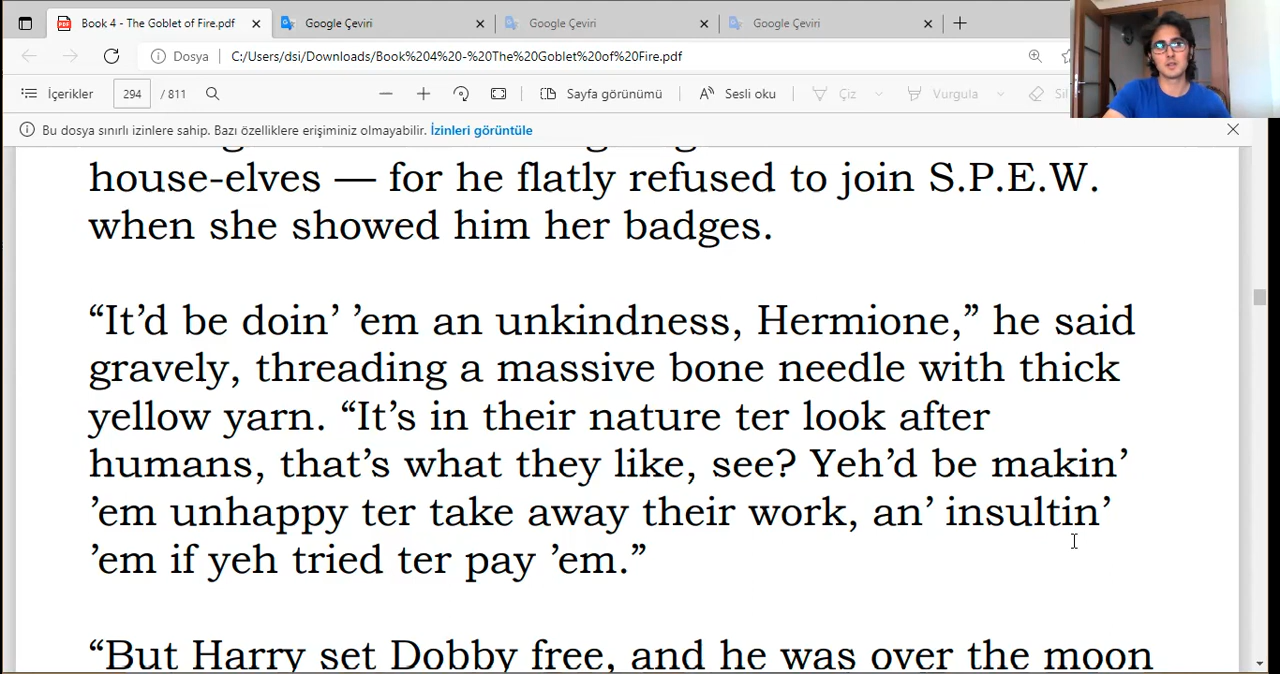 Book 4 - The Goblet of Fire.pdf
Google Çeviri
Google Çeviri
Google Çeviri
Dosya
C:/Users/dsi/Downloads/Book%204%20-%20The%20Goblet%20of%20Fire.pdf
İçerikler
294 / 811
Sayfa görünümü
Sesli oku
Çiz
Vurgula
Bu dosya sınırlı izinlere sahip. Bazı özelliklere erişiminiz olmayabilir. İzinleri görüntüle
house-elves — for he flatly refused to join S.P.E.W.
when she showed him her badges.
“It’d be doin’ ’em an unkindness, Hermione,” he said
gravely, threading a massive bone needle with thick
yellow yarn. “It’s in their nature ter look after
humans, that’s what they like, see? Yeh’d be makin’
’em unhappy ter take away their work, an’ insultin’
’em if yeh tried ter pay ’em.”
“But Harry set Dobby free, and he was over the moon